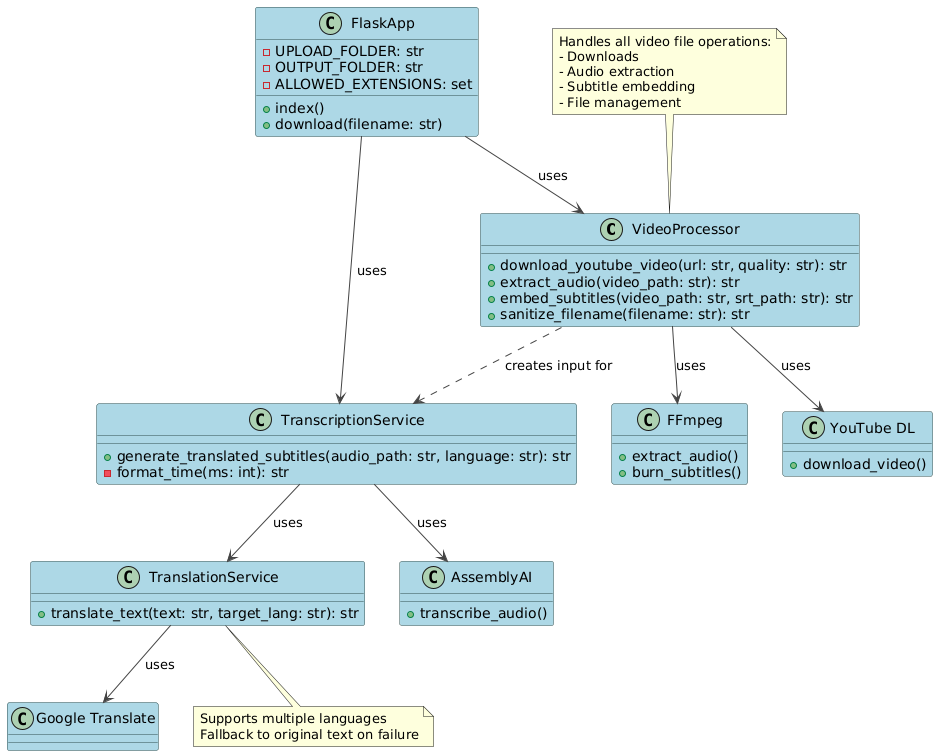 C FlaskApp
UPLOAD_FOLDER: str
OUTPUT_FOLDER: str
ALLOWED_EXTENSIONS: set
index()
download(filename: str)
Handles all video file operations:
- Downloads
- Audio extraction
- Subtitle embedding
- File management
uses
uses
C VideoProcessor
download_youtube_video(url: str, quality: str): str
extract_audio(video_path: str): str
embed_subtitles(video_path: str, srt_path: str): str
sanitize_filename(filename: str): str
creates input for
uses
uses
C TranscriptionService
generate_translated_subtitles(audio_path: str, language: str): str
format_time(ms: int): str
C FFmpeg
extract_audio()
burn_subtitles()
C YouTube DL
download_video()
uses
uses
C TranslationService
translate_text(text: str, target_lang: str): str
C AssemblyAI
transcribe_audio()
uses
C Google Translate
Supports multiple languages
Fallback to original text on failure